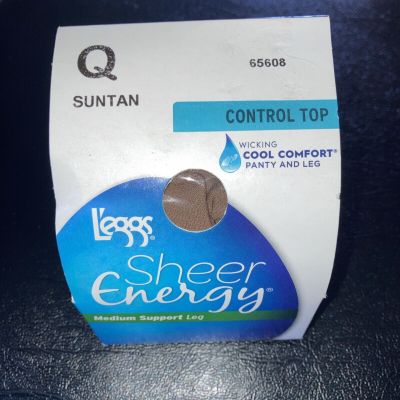 Q
65608
SUNTAN
CONTROL TOP
WICKING
COOL COMFORT®
PANTY AND LEG
L'eggs®
Sheer
Energy®
Medium Support Leg